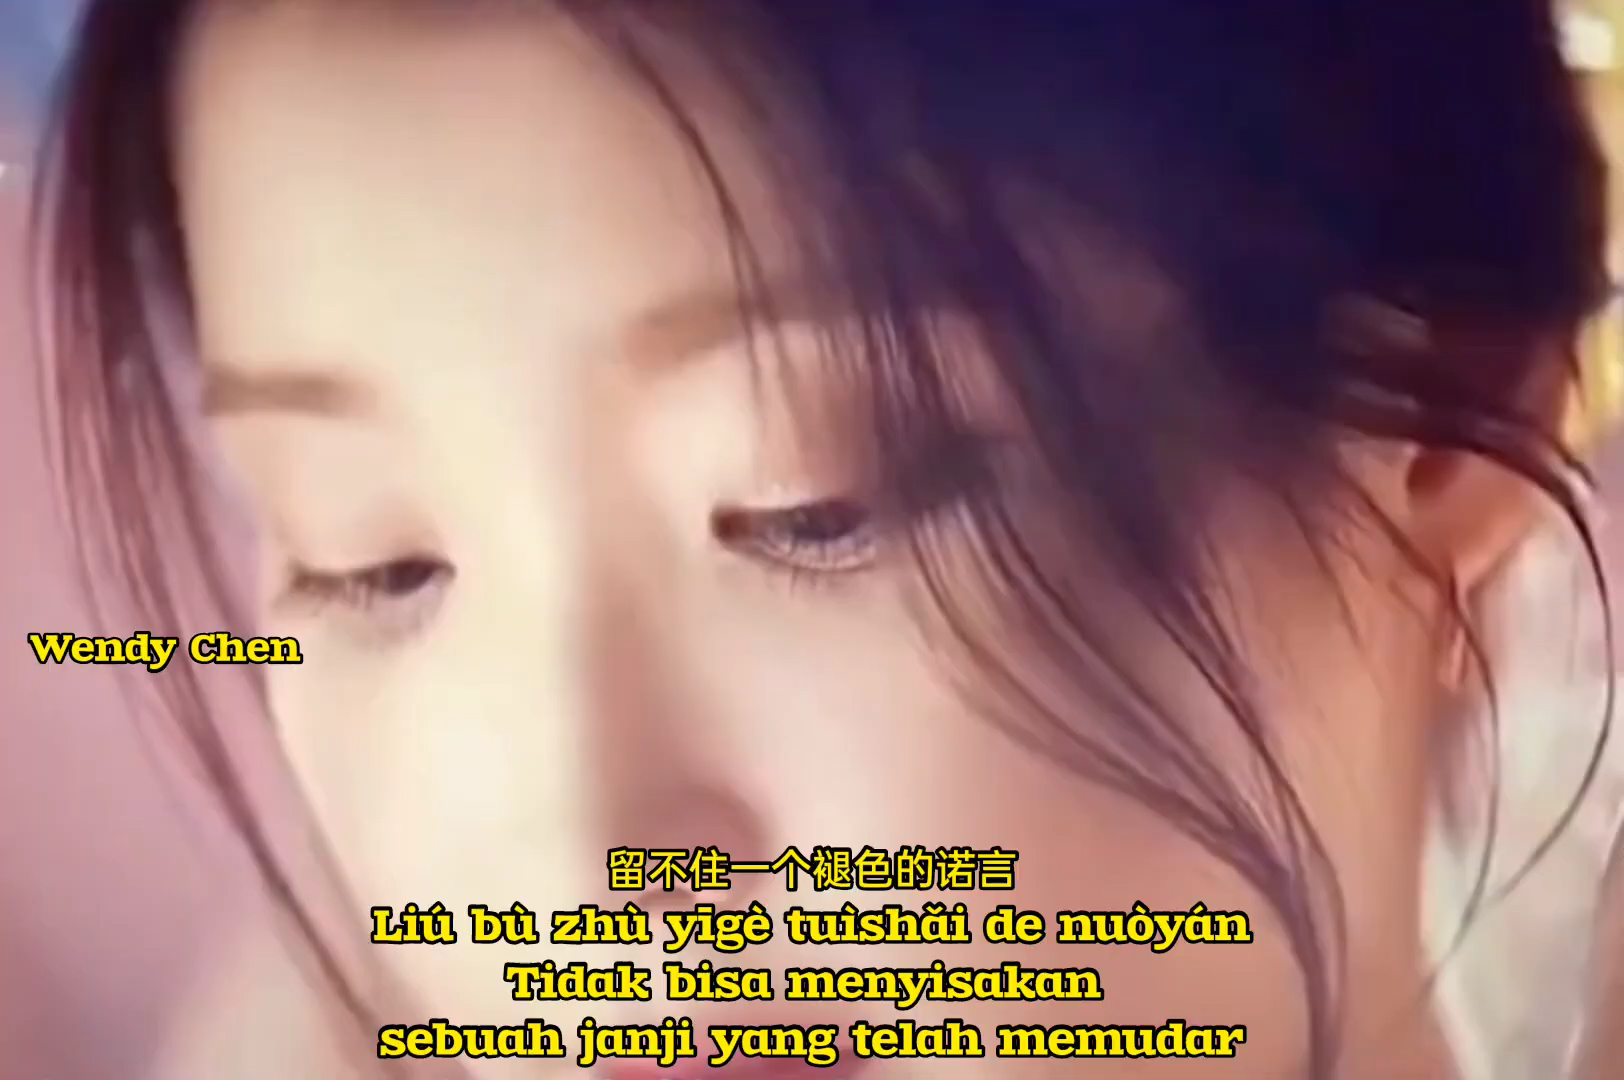 Wendy Chen
留不住一个褪色的诺言
Liú bù zhù yīgè tuìshǎi de nuòyán
Tidak bisa menyisakan
sebuah janji yang telah memudar